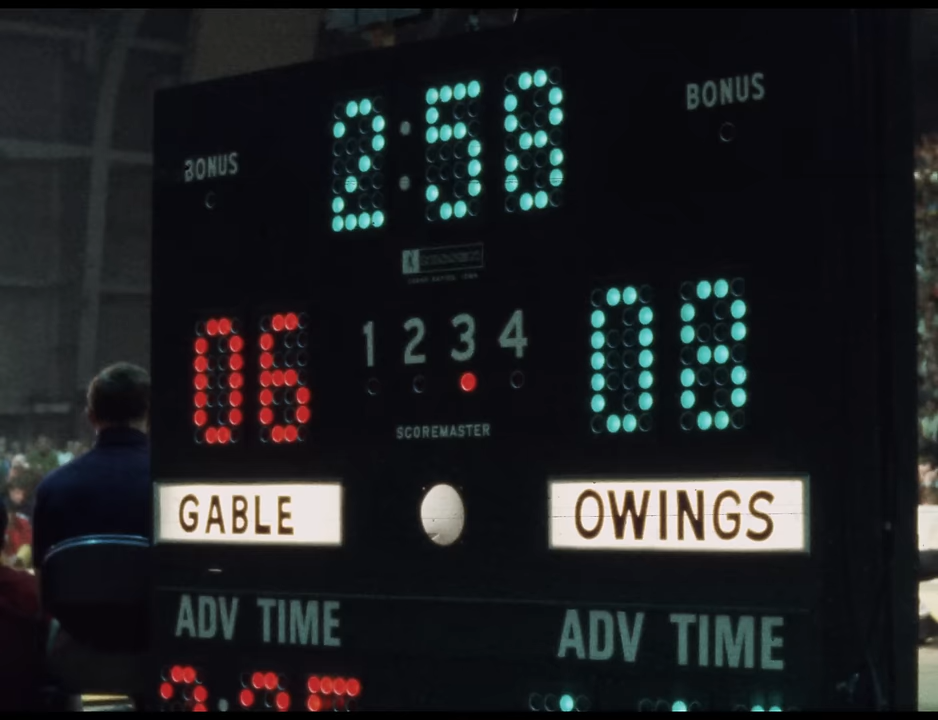 2:58
BONUS
BONUS
06
1 2 3 4
08
SCOREMASTER
GABLE
OWINGS
ADV TIME
ADV TIME